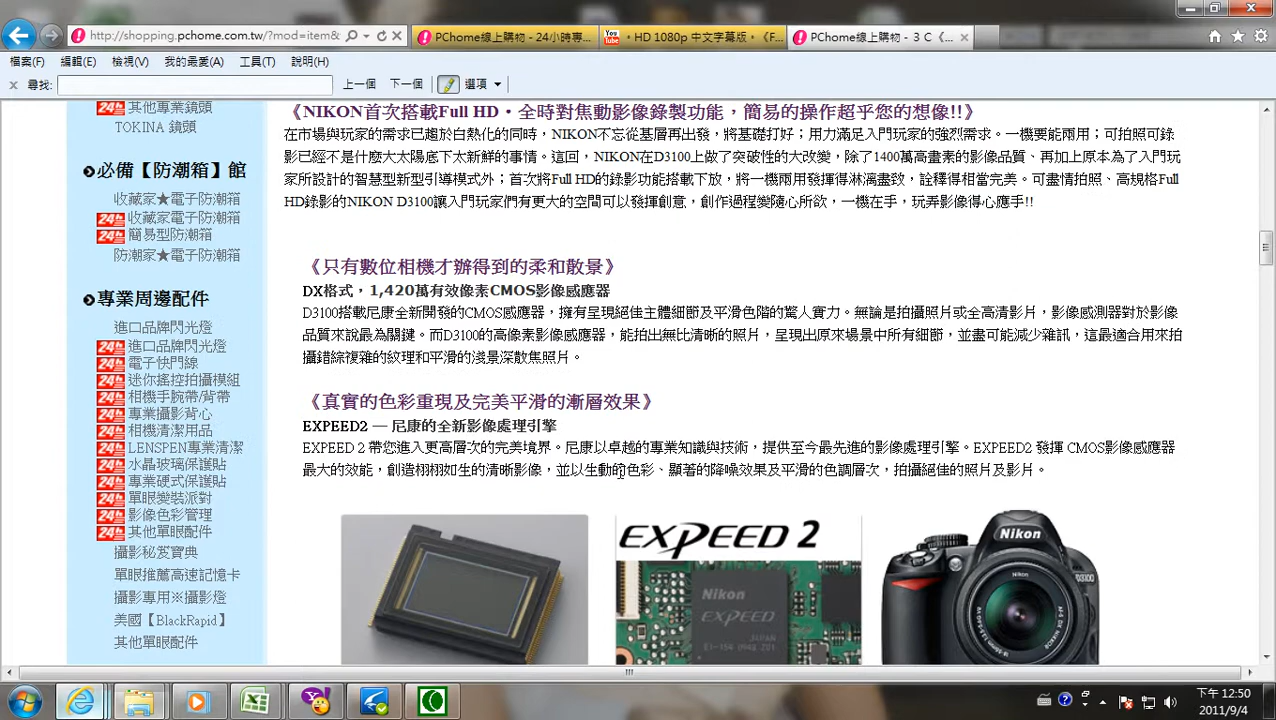 http://shopping.pchome.com.tw/?mod=item&
PChome線上購物 - 24小時專...
You Tube
・HD 1080p 中文字幕版・《F...
PChome線上購物 - 3 C《...
檔案(F)
編輯(E)
檢視(V)
我的最愛(A)
工具(T)
說明(H)
尋找:
上一個
下一個
選項
24h 其他專業鏡頭
TOKINA 鏡頭
必備【防潮箱】館
收藏家★電子防潮箱
24h 收藏家電子防潮箱
24h 簡易型防潮箱
防潮家★電子防潮箱
專業周邊配件
進口品牌閃光燈
24h 進口品牌閃光燈
24h 電子快門線
24h 迷你搖控拍攝模組
24h 相機手腕帶/背帶
24h 專業攝影背心
24h 相機清潔用品
24h LENSPEN專業清潔
24h 水晶玻璃保護貼
24h 專業硬式保護貼
24h 單眼變裝派對
24h 影像色彩管理
24h 其他單眼配件
攝影秘笈寶典
單眼推薦高速記憶卡
攝影專用※攝影燈
美國【BlackRapid】
其他單眼配件
《NIKON首次搭載Full HD・全時對焦動影像錄製功能，簡易的操作超乎您的想像!!》
在市場與玩家的需求已趨於白熱化的同時，NIKON不忘從基層再出發，將基礎打好；用力滿足入門玩家的強烈需求。一機要能兩用；可拍照可錄
影已經不是什麼大太陽底下太新鮮的事情。這回，NIKON在D3100上做了突破性的大改變，除了1400萬高畫素的影像品質、再加上原本為了入門玩
家所設計的智慧型新型引導模式外；首次將Full HD的錄影功能搭載下放，將一機兩用發揮得淋漓盡致，詮釋得相當完美。可盡情拍照、高規格Full
HD錄影的NIKON D3100讓入門玩家們有更大的空間可以發揮創意，創作過程變隨心所欲，一機在手，玩弄影像得心應手!!
《只有數位相機才辦得到的柔和散景》
DX格式，1,420萬有效像素CMOS影像感應器
D3100搭載尼康全新開發的CMOS感應器，擁有呈現絕佳主體細節及平滑色階的驚人實力。無論是拍攝照片或全高清影片，影像感測器對於影像
品質來說最為關鍵。而D3100的高像素影像感應器，能拍出無比清晰的照片，呈現出原來場景中所有細節，並盡可能減少雜訊，這最適合用來拍
攝錯綜複雜的紋理和平滑的淺景深散焦照片。
《真實的色彩重現及完美平滑的漸層效果》
EXPEED2 — 尼康的全新影像處理引擎
EXPEED 2 帶您進入更高層次的完美境界。尼康以卓越的專業知識與技術，提供至今最先進的影像處理引擎。EXPEED2 發揮 CMOS影像感應器
最大的效能，創造栩栩如生的清晰影像，並以生動的色彩、顯著的降噪效果及平滑的色調層次，拍攝絕佳的照片及影片。
EXPEED 2
Nikon
EXPEED
JAPAN
Nikon
Nikon
D3100
下午 12:50
2011/9/4